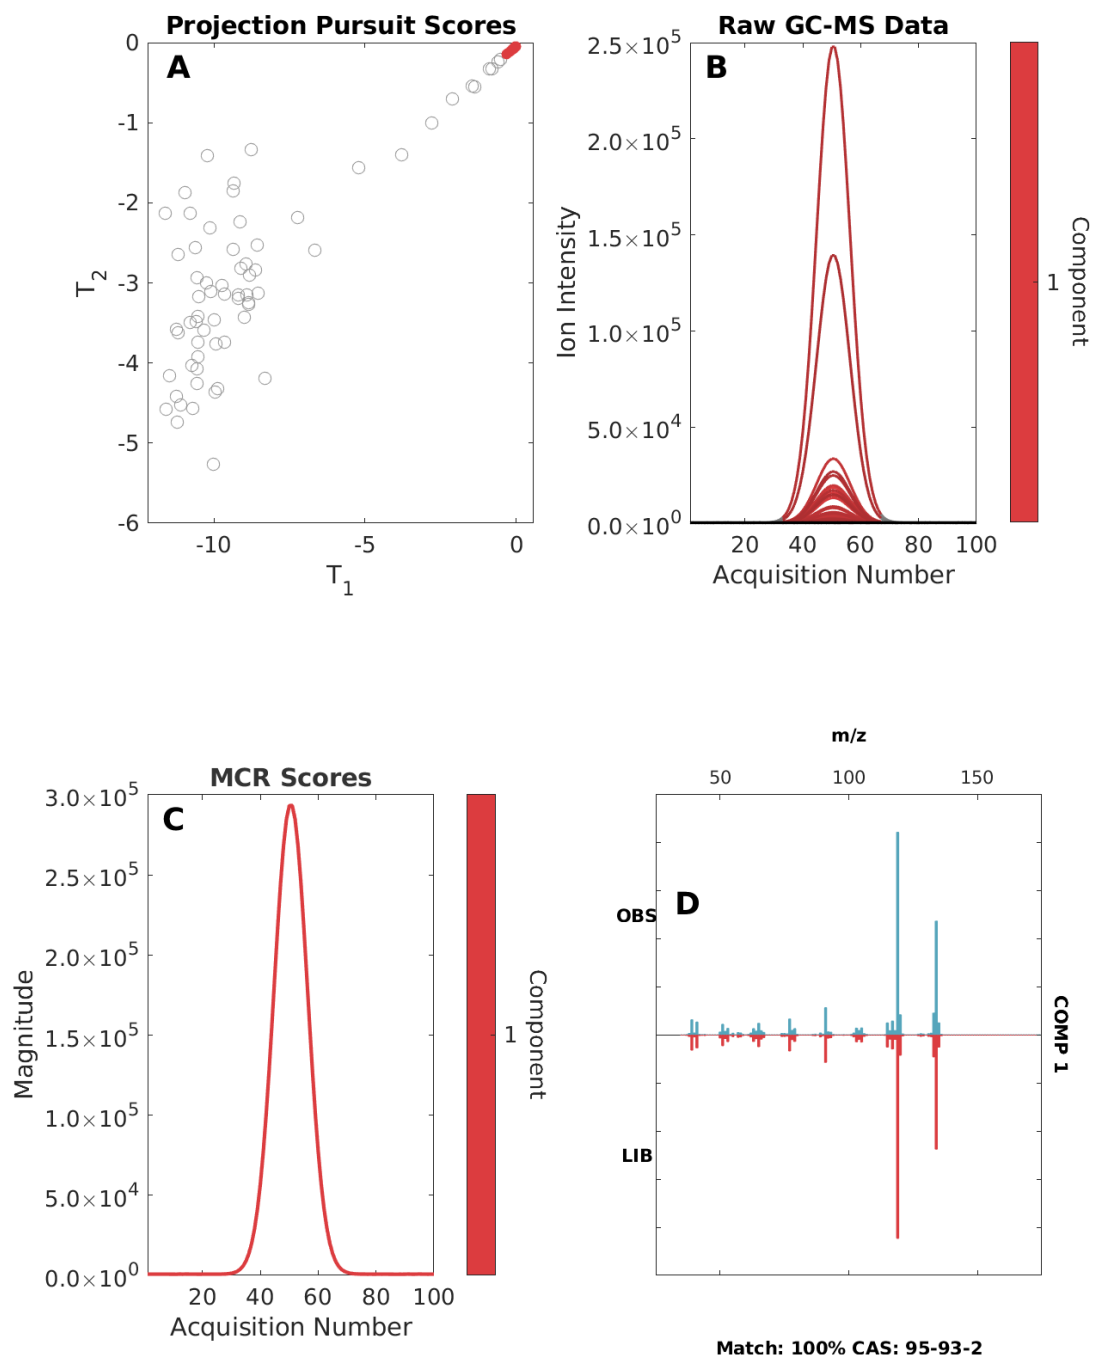 Projection Pursuit Scores
A
0
-1
-2
-3
-4
-5
-6
T2
-10 -5 0
T1
Raw GC-MS Data
B
2.5×10^5
2.0×10^5
1.5×10^5
1.0×10^5
5.0×10^4
0.0×10^0
Ion Intensity
20 40 60 80 100
Acquisition Number
1
Component
MCR Scores
C
3.0×10^5
2.5×10^5
2.0×10^5
1.5×10^5
1.0×10^5
5.0×10^4
0.0×10^0
Magnitude
20 40 60 80 100
Acquisition Number
1
Component
m/z
50 100 150
D
OBS
LIB
COMP 1
Match: 100% CAS: 95-93-2